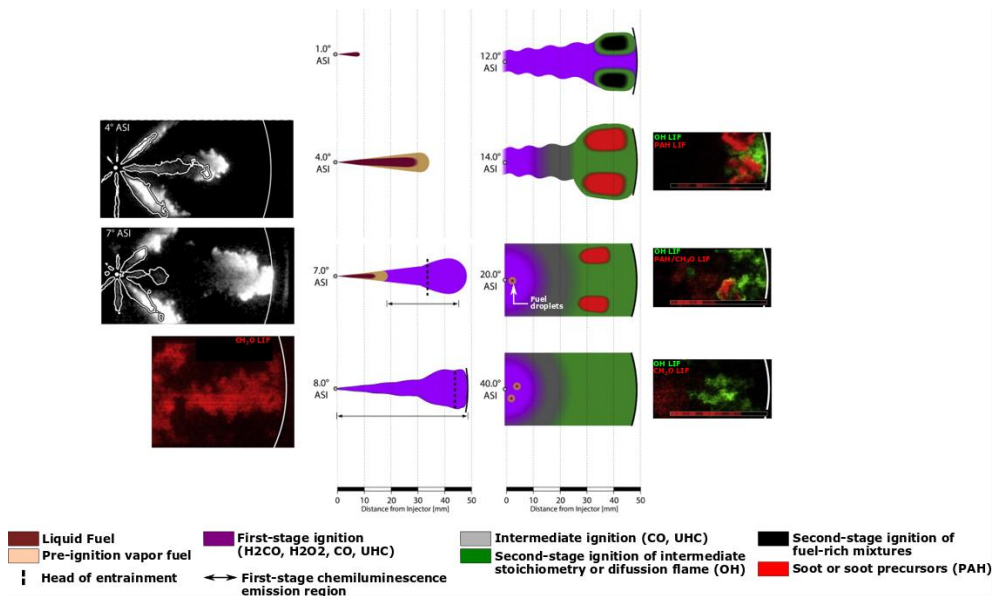 1.0°
ASI
12.0°
ASI
4° ASI
4.0°
ASI
14.0°
ASI
OH LIF
PAH LIF
7° ASI
7.0°
ASI
20.0°
ASI
Fuel
droplets
OH LIF
PAH/CH₂O LIF
CH₂O LIF
8.0°
ASI
40.0°
ASI
OH LIF
CH₂O LIF
0 10 20 30 40 50
Distance from Injector [mm]
0 10 20 30 40 50
Distance from Injector [mm]
Liquid Fuel
Pre-ignition vapor fuel
Head of entrainment
First-stage ignition
(H2CO, H2O2, CO, UHC)
First-stage chemiluminescence
emission region
Intermediate ignition (CO, UHC)
Second-stage ignition of intermediate
stoichiometry or difussion flame (OH)
Second-stage ignition of
fuel-rich mixtures
Soot or soot precursors (PAH)